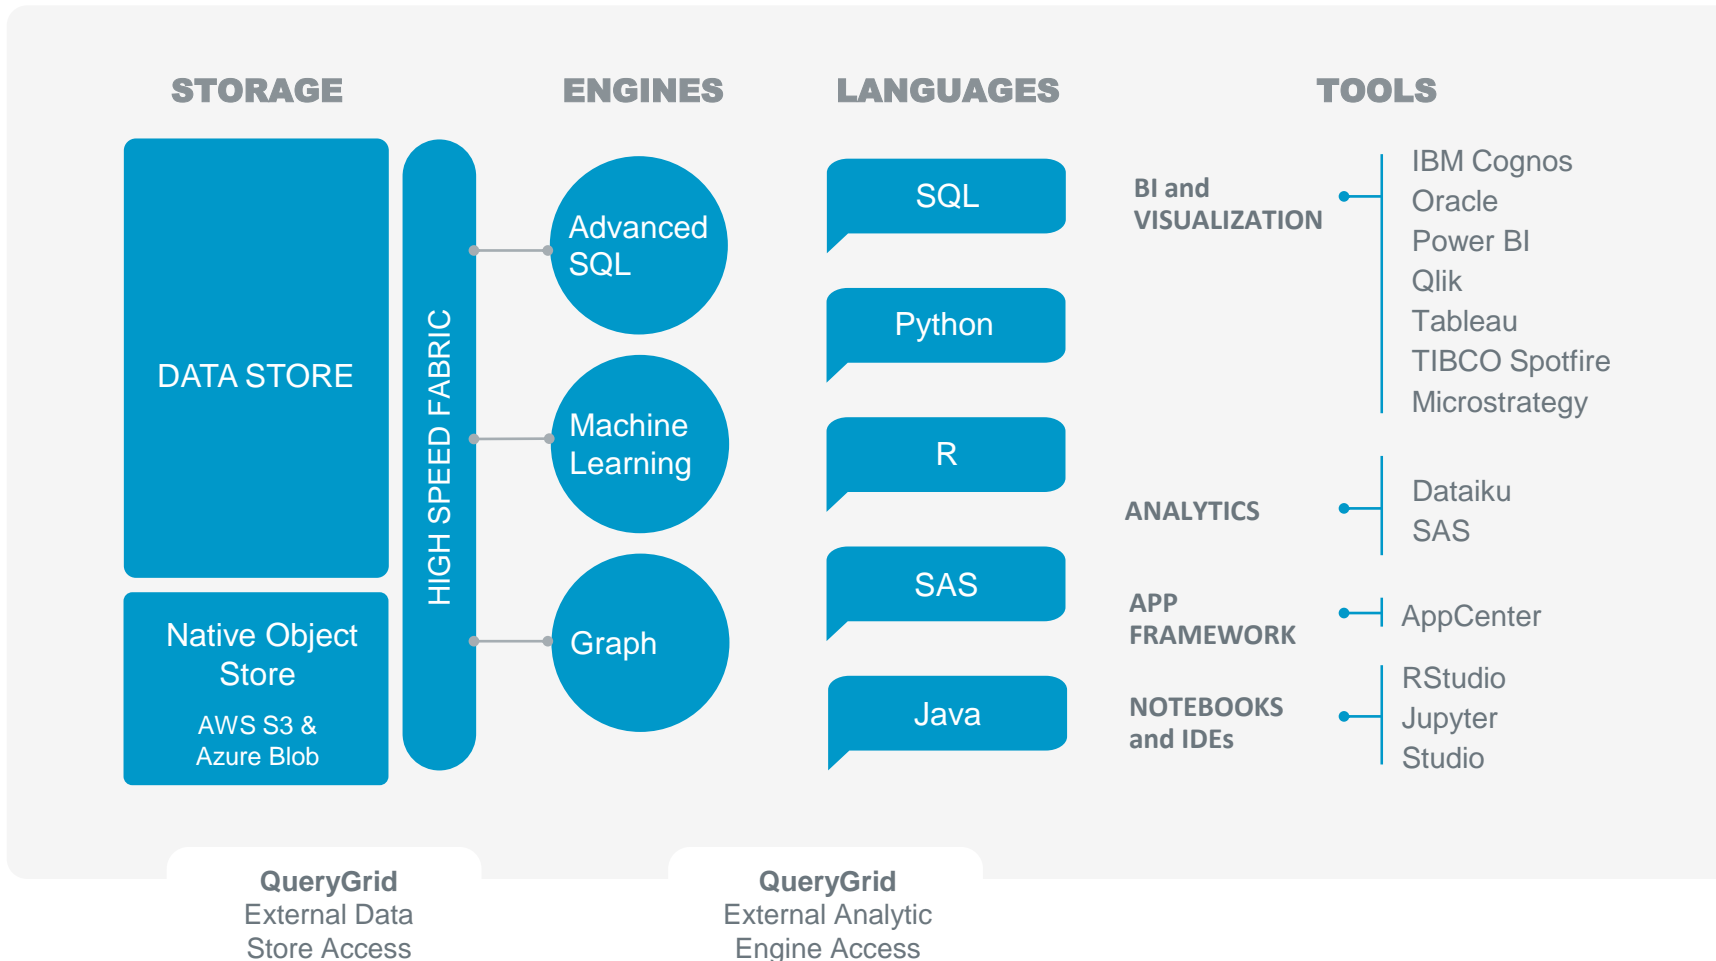 STORAGE
ENGINES
LANGUAGES
TOOLS
DATA STORE
Native Object
Store
AWS S3 &
Azure Blob
HIGH SPEED FABRIC
Advanced
SQL
Machine
Learning
Graph
SQL
Python
R
SAS
Java
BI and
VISUALIZATION
IBM Cognos
Oracle
Power BI
Qlik
Tableau
TIBCO Spotfire
Microstrategy
ANALYTICS
Dataiku
SAS
APP
FRAMEWORK
AppCenter
NOTEBOOKS
and IDEs
RStudio
Jupyter
Studio
QueryGrid
External Data
Store Access
QueryGrid
External Analytic
Engine Access